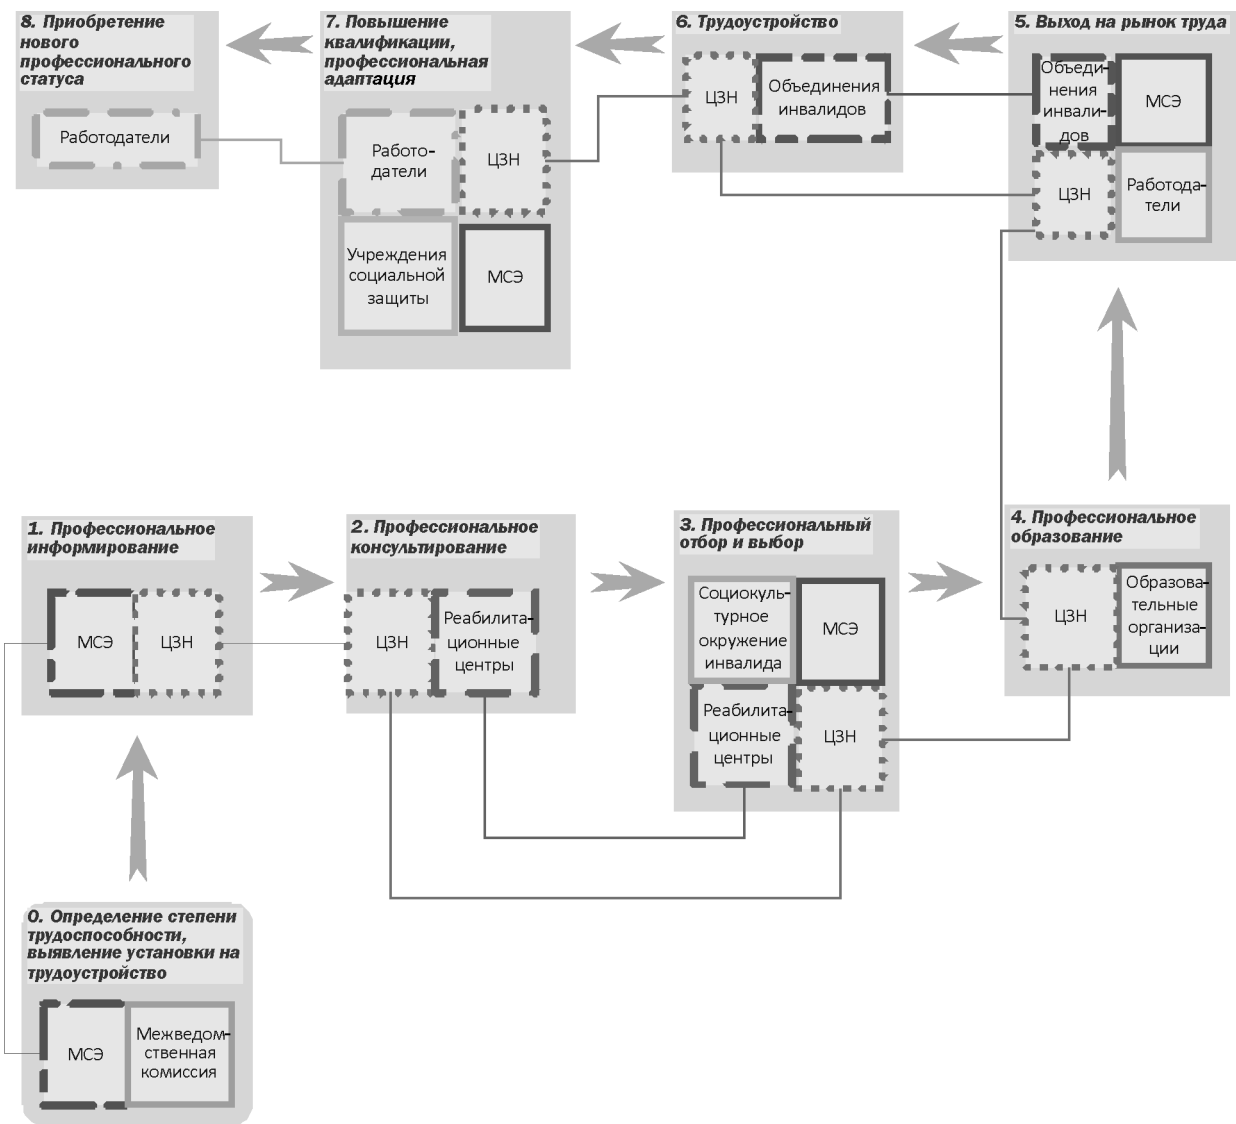 8. Приобретение
нового
профессионального
статуса
Работодатели
7. Повышение
квалификации,
профессиональная
адаптация
Работо-
датели
ЦЗН
Учреждения
социальной
защиты
МСЭ
6. Трудоустройство
ЦЗН
Объединения
инвалидов
5. Выход на рынок труда
Объеди-
нения
инвали-
дов
МСЭ
ЦЗН
Работода-
тели
1. Профессиональное
информирование
МСЭ
ЦЗН
2. Профессиональное
консультирование
ЦЗН
Реабилита-
ционные
центры
3. Профессиональный
отбор и выбор
Социокуль-
турное
окружение
инвалида
МСЭ
Реабилита-
ционные
центры
ЦЗН
4. Профессиональное
образование
ЦЗН
Образова-
тельные
организа-
ции
0. Определение степени
трудоспособности,
выявление установки на
трудоустройство
МСЭ
Межведом-
ственная
комиссия